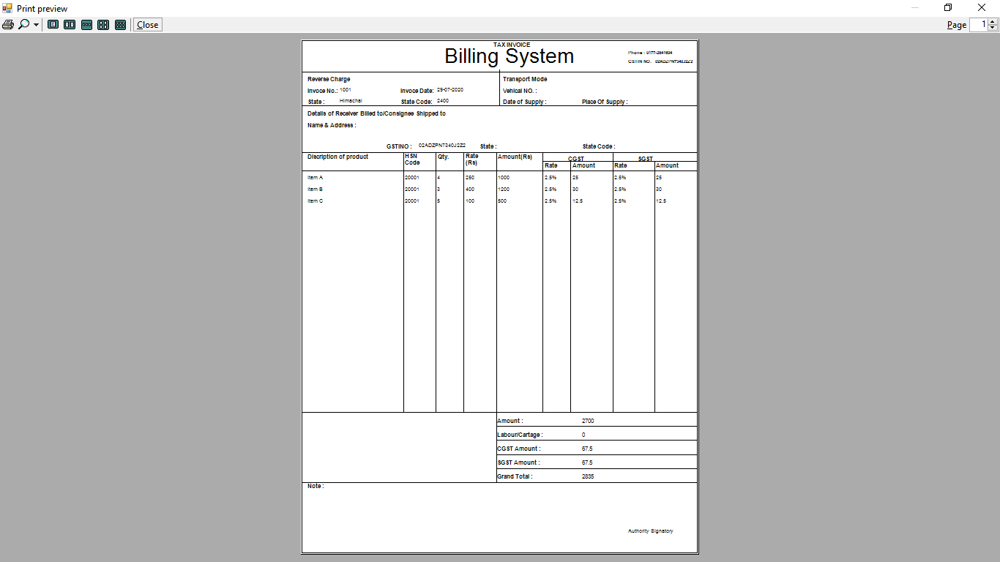 Print preview
Close Page 1
TAX INVOICE
Billing System
Phone : 0177-2841694
GSTIN NO. 02ADZPN7340J2Z2
Reverse Charge Transport Mode
Invoce No.: 1001 Invoce Date: 29-07-2020 Vehical NO. :
State : Himachal State Code: 2400 Date of Supply : Place Of Supply :
Details of Receiver Billed to/Consignee Shipped to
Name & Address :
GSTINO : 02ADZPN7340J2Z2 State : State Code :
Discription of product HSN Code Qty. Rate (Rs) Amount(Rs) CGST SGST
Rate Amount Rate Amount
Item A 20001 4 250 1000 2.5% 25 2.5% 25
Item B 20001 3 400 1200 2.5% 30 2.5% 30
Item C 20001 5 100 500 2.5% 12.5 2.5% 12.5
Amount : 2700
Labour/Cartage : 0
CGST Amount : 67.5
SGST Amount : 67.5
Grand Total : 2835
Note :
Authority Signatory